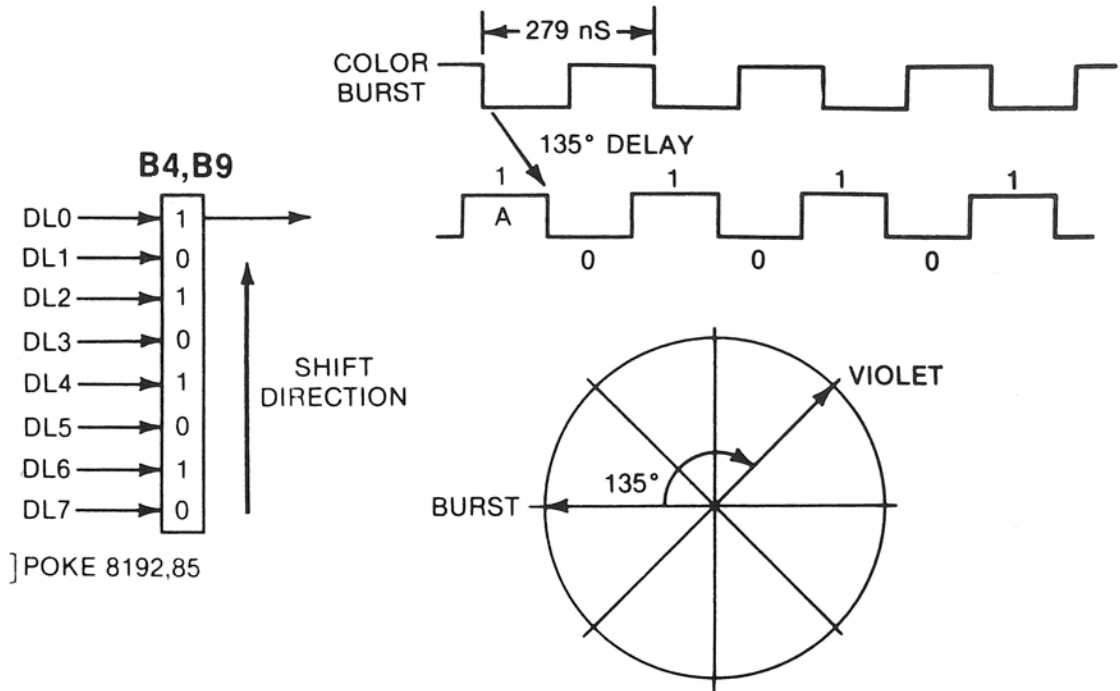 279 nS
COLOR
BURST
135° DELAY
B4,B9
1 1 1 1
A
0 0 0
DL0 1
DL1 0
DL2 1
DL3 0
DL4 1
DL5 0
DL6 1
DL7 0
SHIFT
DIRECTION
VIOLET
135°
BURST
]POKE 8192,85